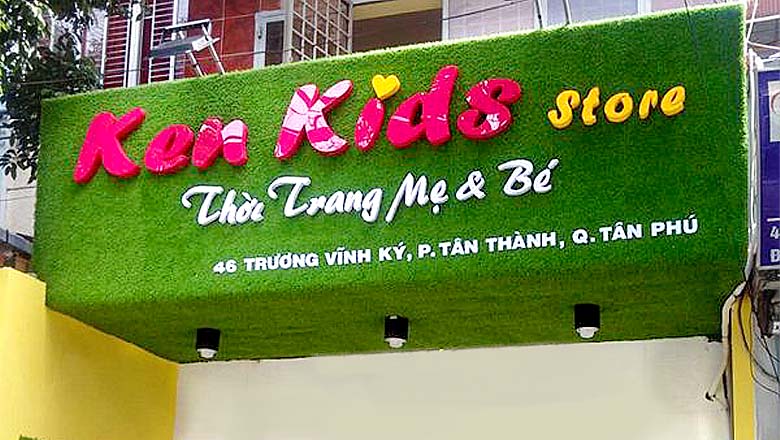 Ken Kids Store
Thời Trang Mẹ & Bé
46 TRƯƠNG VĨNH KÝ, P. TÂN THÀNH, Q. TÂN PHÚ